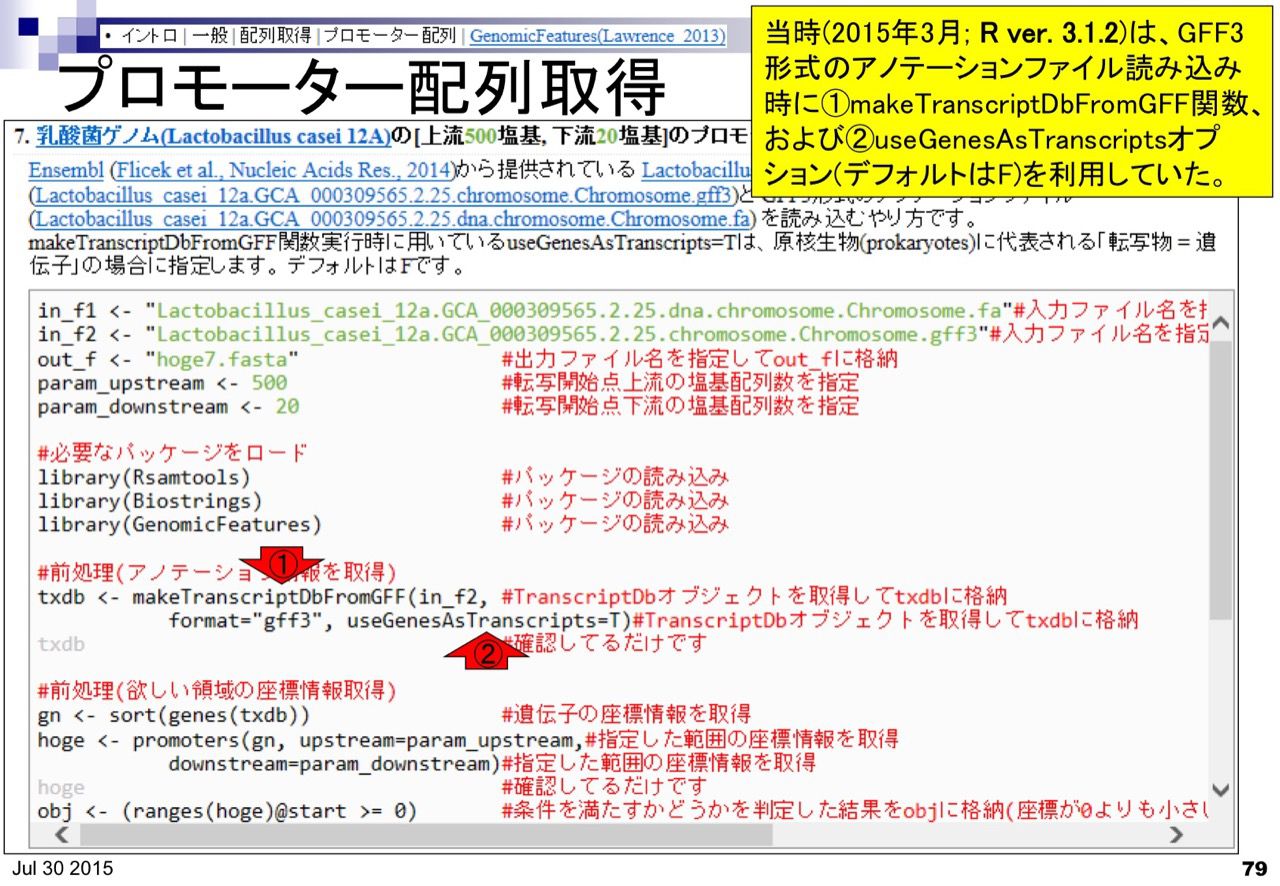 • イントロ | 一般 | 配列取得 | プロモーター配列 | GenomicFeatures(Lawrence_2013)
プロモーター配列取得
当時(2015年3月; R ver. 3.1.2)は、GFF3
形式のアノテーションファイル読み込み
時に①makeTranscriptDbFromGFF関数、
および②useGenesAsTranscriptsオプ
ション(デフォルトはF)を利用していた。
7. 乳酸菌ゲノム(Lactobacillus casei 12A)の[上流500塩基, 下流20塩基]のプロモ
Ensembl (Flicek et al., Nucleic Acids Res., 2014)から提供されている Lactobacillu
(Lactobacillus_casei_12a.GCA_000309565.2.25.chromosome.Chromosome.gff3)と GFF3形式のアノテーションファイル
(Lactobacillus_casei_12a.GCA_000309565.2.25.dna.chromosome.Chromosome.fa) を読み込むやり方です。
makeTranscriptDbFromGFF関数実行時に用いているuseGenesAsTranscripts=Tは、原核生物(prokaryotes)に代表される「転写物 = 遺
伝子」の場合に指定します。デフォルトはFです。
in_f1 <- "Lactobacillus_casei_12a.GCA_000309565.2.25.dna.chromosome.Chromosome.fa"#入力ファイル名を
in_f2 <- "Lactobacillus_casei_12a.GCA_000309565.2.25.chromosome.Chromosome.gff3"#入力ファイル名を指定
out_f <- "hoge7.fasta" #出力ファイル名を指定してout_fに格納
param_upstream <- 500 #転写開始点上流の塩基配列数を指定
param_downstream <- 20 #転写開始点下流の塩基配列数を指定
#必要なパッケージをロード
library(Rsamtools) #パッケージの読み込み
library(Biostrings) #パッケージの読み込み
library(GenomicFeatures) #パッケージの読み込み
①
#前処理(アノテーション情報を取得)
txdb <- makeTranscriptDbFromGFF(in_f2, #TranscriptDbオブジェクトを取得してtxdbに格納
format="gff3", useGenesAsTranscripts=T)#TranscriptDbオブジェクトを取得してtxdbに格納
txdb #確認してるだけです
②
#前処理(欲しい領域の座標情報取得)
gn <- sort(genes(txdb)) #遺伝子の座標情報を取得
hoge <- promoters(gn, upstream=param_upstream,#指定した範囲の座標情報を取得
downstream=param_downstream)#指定した範囲の座標情報を取得
hoge #確認してるだけです
obj <- (ranges(hoge)@start >= 0) #条件を満たすかどうかを判定した結果をobjに格納(座標が0よりも小さい
Jul 30 2015
79